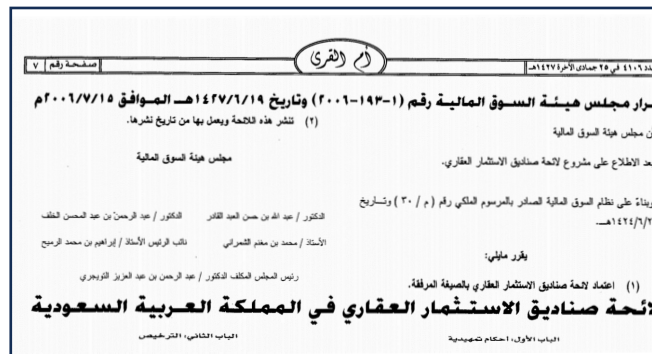 أم القرى
صفحة رقم ٧
٤١٠٦ في ٢٥ جمادى الآخرة ١٤٢٧هـ
مجلس هيئة السوق المالية رقم (١-١٩٣-٢٠٠٦) وتاريخ ١٤٢٧/٦/١٩هـ الموافق ٢٠٠٦/٧/١٥م
مجلس هيئة السوق المالية
الاطلاع على مشروع لائحة صناديق الاستثمار العقاري.
على نظام السوق المالية الصادر بالمرسوم الملكي رقم ( م / ٣٠ ) وتاريخ
١٤٢٤/٦/٢هـ.
يقرر مايلي:
(١) اعتماد لائحة صناديق الاستثمار العقاري بالصيغة المرفقة.
(٢) تنشر هذه اللائحة ويعمل بها من تاريخ نشرها.
مجلس هيئة السوق المالية
الدكتور / عبد الله بن حسن العبد القادر
الدكتور / عبد الرحمن بن عبد المحسن الخلف
الأستاذ / محمد بن مغنم الشمراني
نائب الرئيس الأستاذ / إبراهيم بن محمد الرميح
رئيس المجلس المكلف الدكتور / عبد الرحمن بن عبد العزيز التويجري
لائحة صناديق الاستثمار العقاري في المملكة العربية السعودية
الباب الأول، أحكام تمهيدية
الباب الثاني، الترخيص